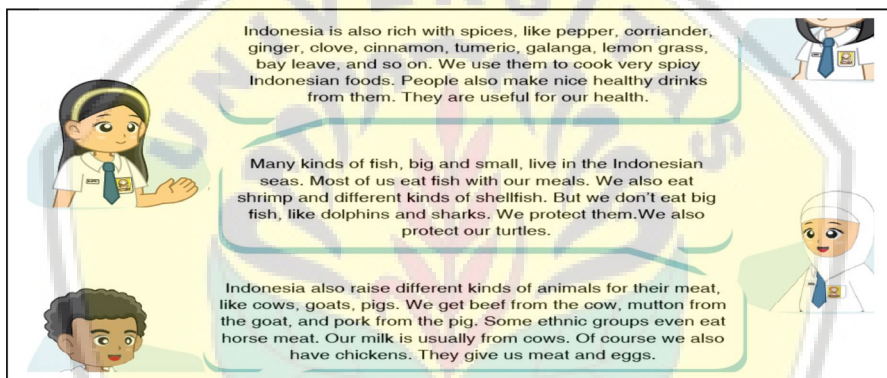 Indonesia is also rich with spices, like pepper, corriander,
ginger, clove, cinnamon, tumeric, galanga, lemon grass,
bay leave, and so on. We use them to cook very spicy
Indonesian foods. People also make nice healthy drinks
from them. They are useful for our health.
Many kinds of fish, big and small, live in the Indonesian
seas. Most of us eat fish with our meals. We also eat
shrimp and different kinds of shellfish. But we don't eat big
fish, like dolphins and sharks. We protect them.We also
protect our turtles.
Indonesia also raise different kinds of animals for their meat,
like cows, goats, pigs. We get beef from the cow, mutton from
the goat, and pork from the pig. Some ethnic groups even eat
horse meat. Our milk is usually from cows. Of course we also
have chickens. They give us meat and eggs.